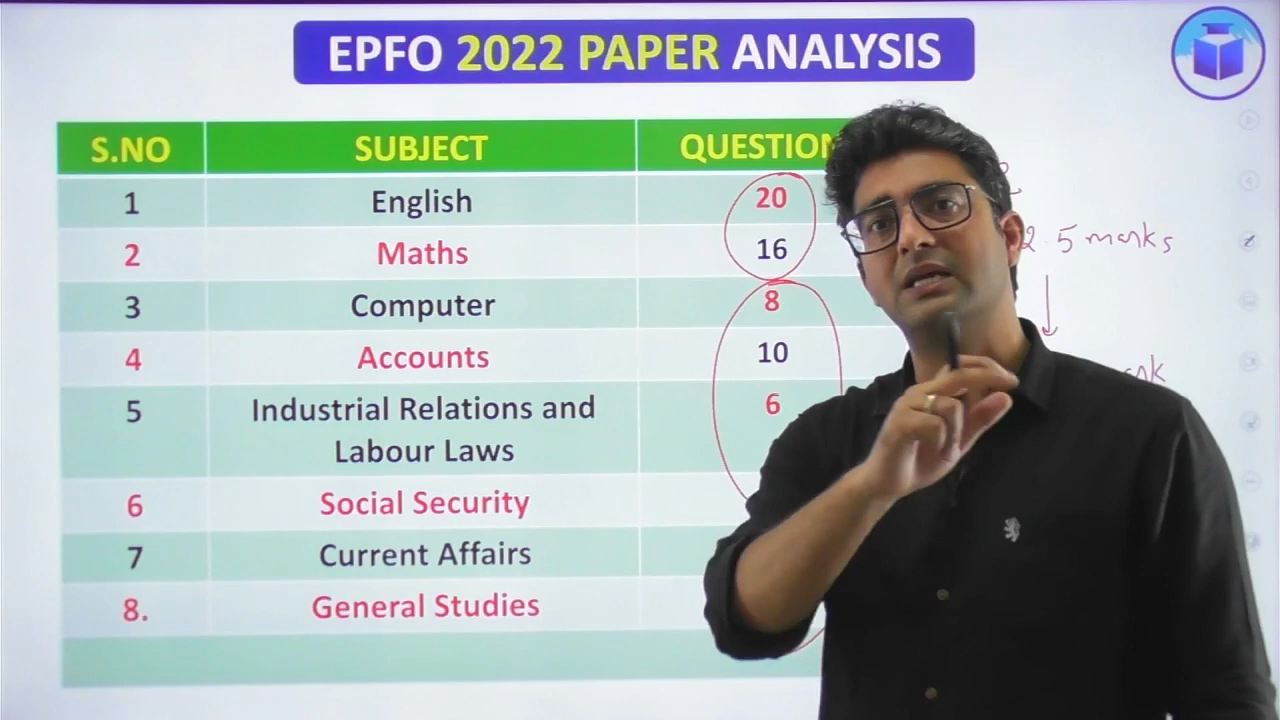 EPFO 2022 PAPER ANALYSIS
S.NO SUBJECT QUESTION
1 English 20
2 Maths 16
3 Computer 8
4 Accounts 10
5 Industrial Relations and 6
Labour Laws
6 Social Security
7 Current Affairs
8. General Studies
2.5 marks